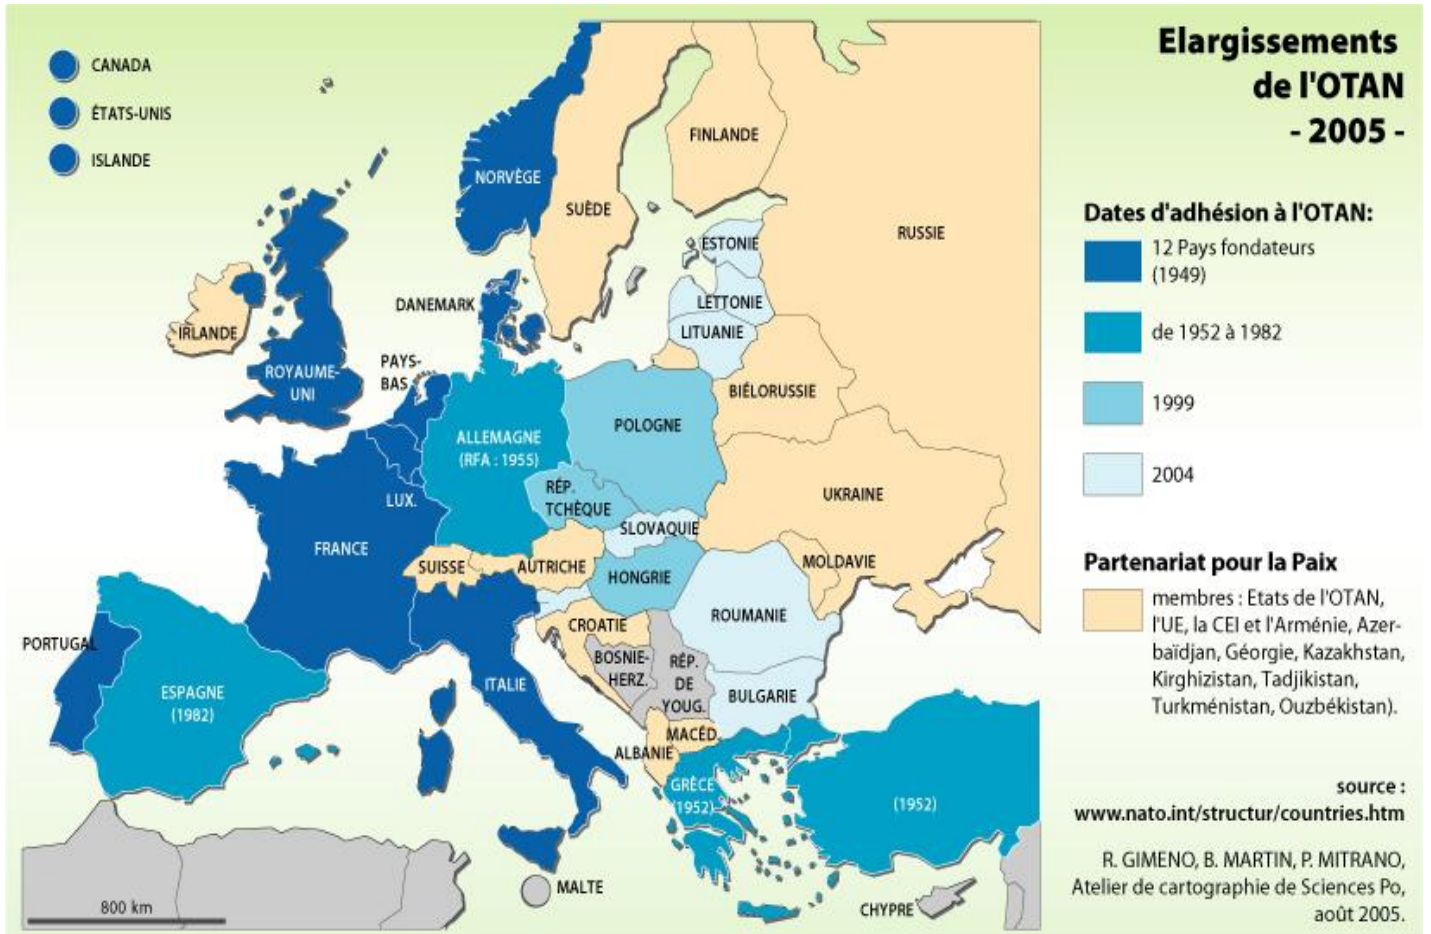 Elargissements
de l'OTAN
- 2005 -
CANADA
ÉTATS-UNIS
ISLANDE
NORVÈGE
SUÈDE
FINLANDE
RUSSIE
ESTONIE
LETTONIE
LITUANIE
DANEMARK
IRLANDE
ROYAUME-
UNI
PAYS-
BAS
BIÉLORUSSIE
POLOGNE
ALLEMAGNE
(RFA : 1955)
LUX.
RÉP.
TCHÈQUE
SLOVAQUIE
UKRAINE
FRANCE
SUISSE
AUTRICHE
HONGRIE
MOLDAVIE
ROUMANIE
CROATIE
BOSNIE-
HERZ.
RÉP.
DE
YOUG.
BULGARIE
PORTUGAL
ESPAGNE
(1982)
ITALIE
MACÉD.
ALBANIE
GRÈCE
(1952)
(1952)
MALTE
CHYPRE
800 km
Dates d'adhésion à l'OTAN:
12 Pays fondateurs
(1949)
de 1952 à 1982
1999
2004
Partenariat pour la Paix
membres : Etats de l'OTAN,
l'UE, la CEI et l'Arménie, Azer-
baïdjan, Géorgie, Kazakhstan,
Kirghizistan, Tadjikistan,
Turkménistan, Ouzbékistan).
source :
www.nato.int/structur/countries.htm
R. GIMENO, B. MARTIN, P. MITRANO,
Atelier de cartographie de Sciences Po,
août 2005.